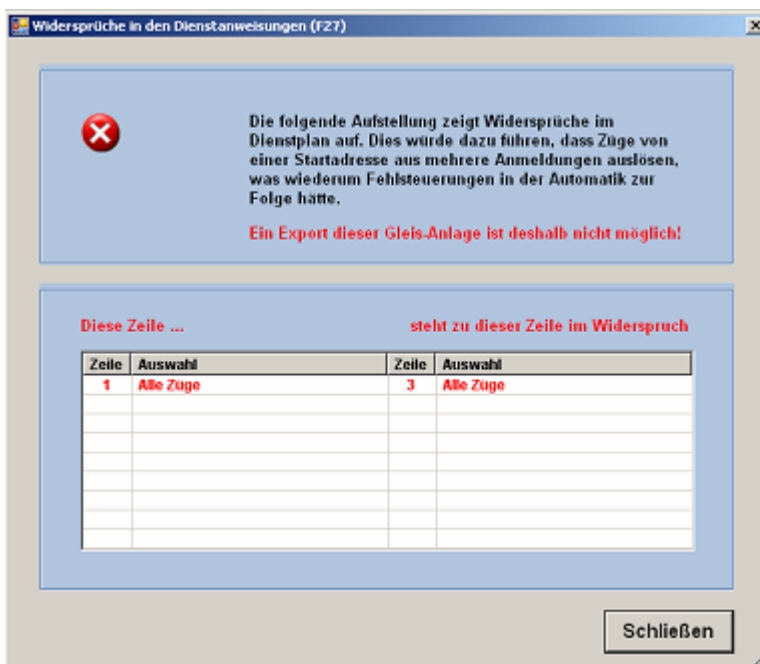 Widersprüche in den Dienstanweisungen (F27)
Die folgende Aufstellung zeigt Widersprüche im
Dienstplan auf. Dies würde dazu führen, dass Züge von
einer Startadresse aus mehrere Anmeldungen auslösen,
was wiederum Fehlsteuerungen in der Automatik zur
Folge hätte.
Ein Export dieser Gleis-Anlage ist deshalb nicht möglich!
Diese Zeile ... steht zu dieser Zeile im Widerspruch
Zeile Auswahl Zeile Auswahl
1 Alle Züge 3 Alle Züge
Schließen